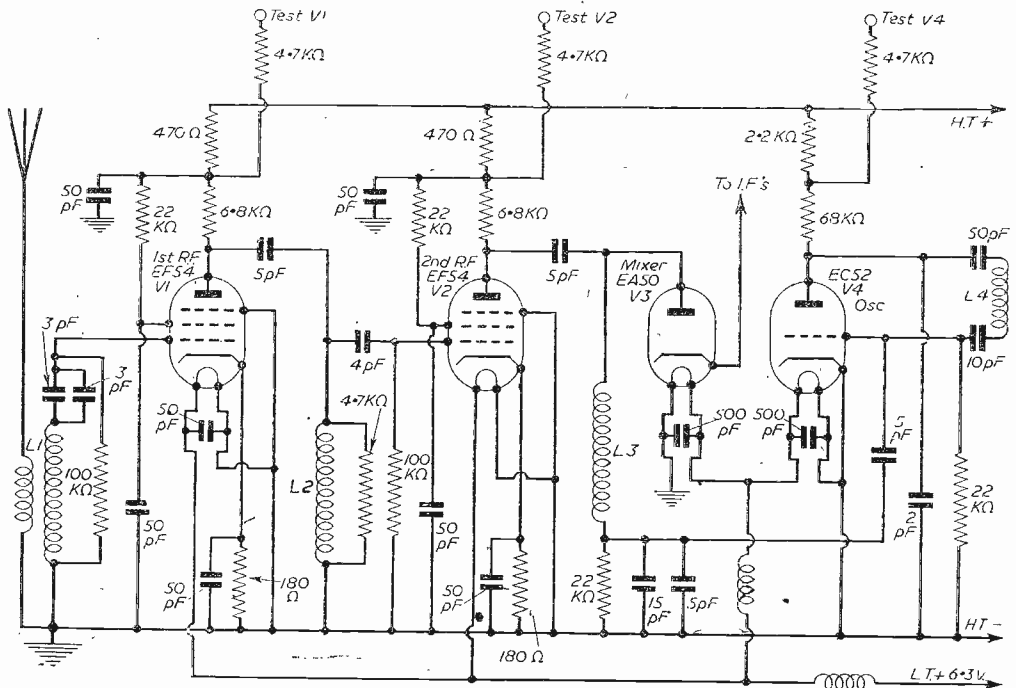 Test V1
Test V2
Test V4
4·7KΩ
4·7KΩ
4·7KΩ
H.T+
470 Ω
470 Ω
2·2KΩ
50
pF
22
KΩ
6·8KΩ
50
pF
22
KΩ
6·8KΩ
To I.F's
68KΩ
1st RF
EF54
V1
5pF
2nd RF
EF54
V2
5pF
Mixer
EA50
V3
EC52
V4
Osc
50pF
L4
10pF
3 pF
3
pF
4pF
4·7KΩ
50
pF
500
pF
500
pF
5
pF
L1
100
KΩ
L2
100
KΩ
L3
22
KΩ
50
pF
50
pF
2
pF
50
pF
180
Ω
50
pF
180 Ω
22
KΩ
15
pF
5pF
HT-
L.T.+ 6·3v.